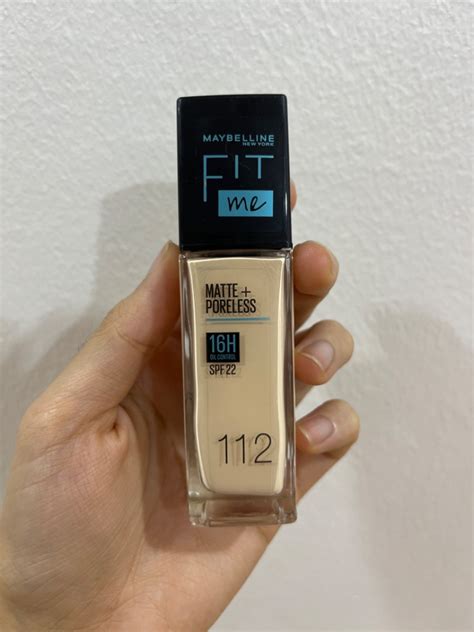 MAYBELLINE
NEW YORK
FIT
me
MATTE +
PORELESS
16H
OIL CONTROL
SPF 22
112